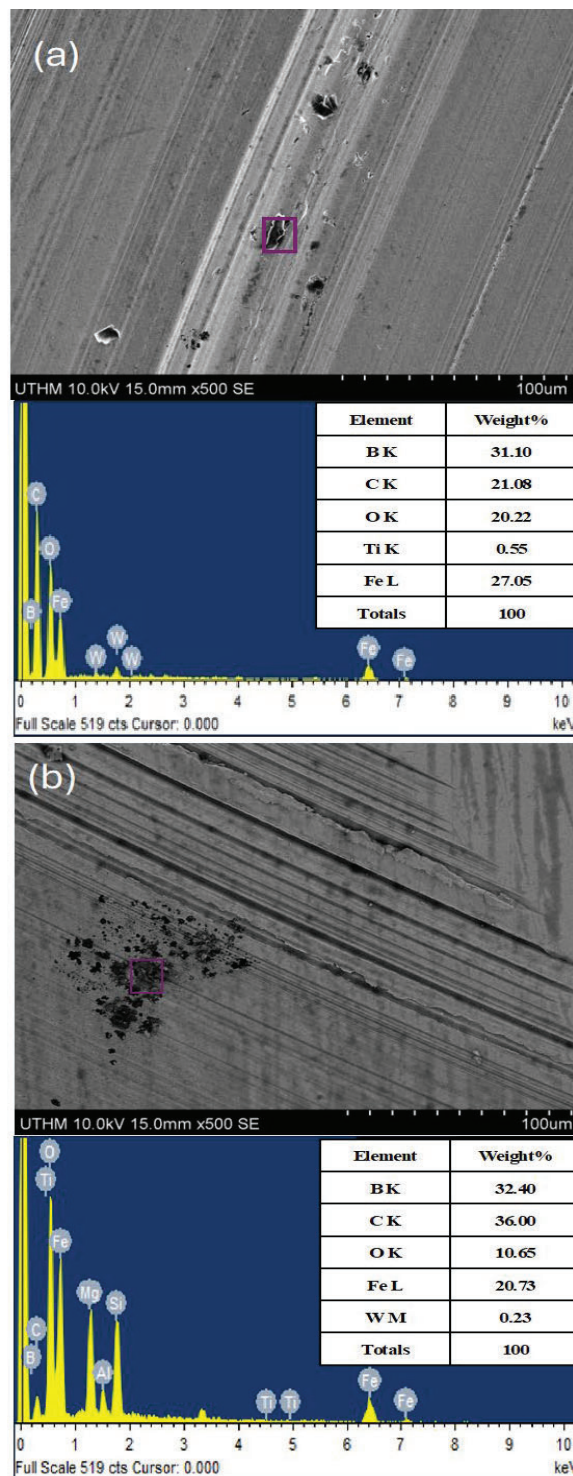 (a)
UTHM 10.0kV 15.0mm x500 SE 100um
Element Weight%
B K 31.10
C K 21.08
O K 20.22
Ti K 0.55
Fe L 27.05
Totals 100
C
O
B Fe
W W W
Fe Fe
0 1 2 3 4 5 6 7 8 9 10
Full Scale 519 cts Cursor: 0.000 keV
(b)
UTHM 10.0kV 15.0mm x500 SE 100um
Element Weight%
B K 32.40
C K 36.00
O K 10.65
Fe L 20.73
W M 0.23
Totals 100
O
Ti
Fe
Mg Si
C
B Al
Ti Ti Fe Fe
0 1 2 3 4 5 6 7 8 9 10
Full Scale 519 cts Cursor: 0.000 keV